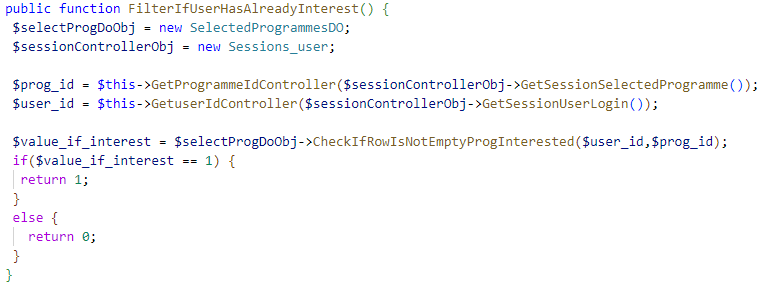 public function FilterIfUserHasAlreadyInterest() {
$selectProgDoObj = new SelectedProgrammesDO;
$sessionControllerObj = new Sessions_user;
$prog_id = $this->GetProgrammeIdController($sessionControllerObj->GetSessionSelectedProgramme());
$user_id = $this->GetuserIdController($sessionControllerObj->GetSessionUserLogin());
$value_if_interest = $selectProgDoObj->CheckIfRowIsNotEmptyProgInterested($user_id,$prog_id);
if($value_if_interest == 1) {
return 1;
}
else {
return 0;
}
}